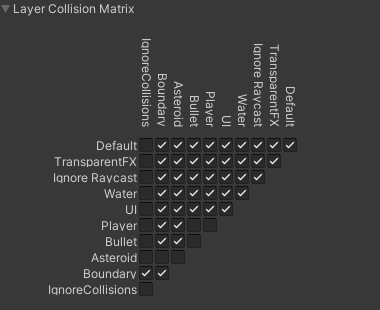 Layer Collision Matrix
IgnoreCollisions
Boundary
Asteroid
Bullet
Player
UI
Water
Ignore Raycast
TransparentFX
Default
Default
TransparentFX
Ignore Raycast
Water
UI
Player
Bullet
Asteroid
Boundary
IgnoreCollisions